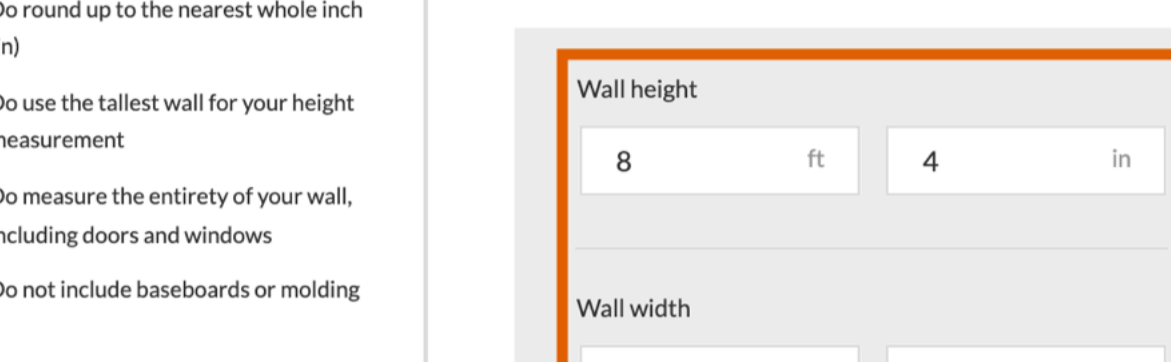 Do round up to the nearest whole inch
in)
Do use the tallest wall for your height
measurement
Do measure the entirety of your wall,
including doors and windows
Do not include baseboards or molding
Wall height
8 ft 4 in
Wall width